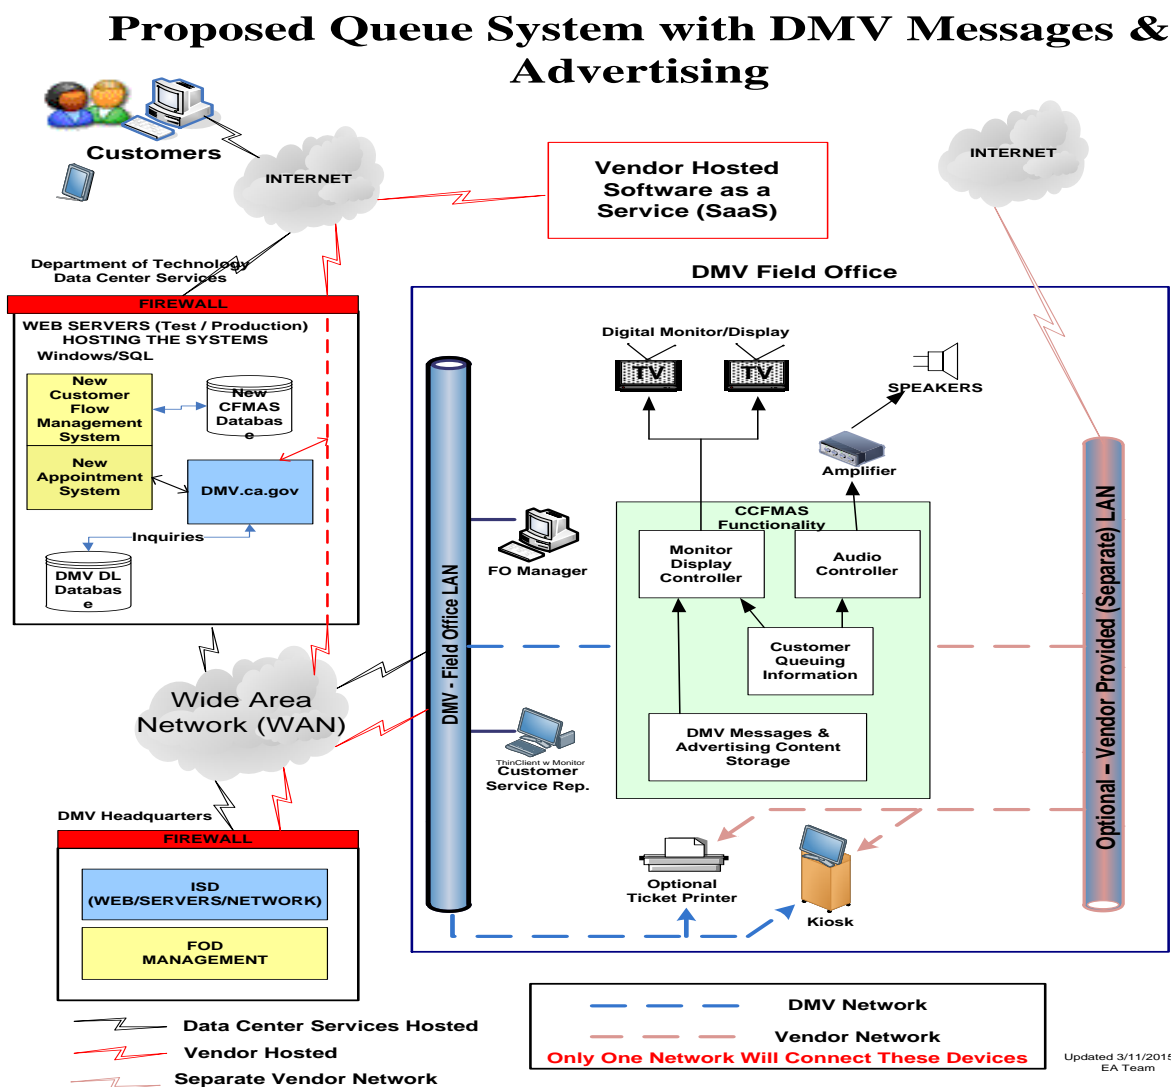 Proposed Queue System with DMV Messages &
Advertising
Customers
INTERNET
Vendor Hosted
Software as a
Service (SaaS)
INTERNET
Department of Technology
Data Center Services
FIREWALL
WEB SERVERS (Test / Production)
HOSTING THE SYSTEMS
Windows/SQL
New
Customer
Flow
Management
System
New
CFMAS
Databas
e
New
Appointment
System
DMV.ca.gov
Inquiries
DMV DL
Databas
e
Wide Area
Network (WAN)
DMV Headquarters
FIREWALL
ISD
(WEB/SERVERS/NETWORK)
FOD
MANAGEMENT
DMV Field Office
DMV - Field Office LAN
Digital Monitor/Display
TV
TV
SPEAKERS
Amplifier
FO Manager
CCFMAS
Functionality
Monitor
Display
Controller
Audio
Controller
Customer
Queuing
Information
DMV Messages &
Advertising Content
Storage
ThinClient w Monitor
Customer
Service Rep.
Optional
Ticket Printer
Kiosk
Optional – Vendor Provided (Separate) LAN
Data Center Services Hosted
Vendor Hosted
Separate Vendor Network
DMV Network
Vendor Network
Only One Network Will Connect These Devices
Updated 3/11/2015
EA Team